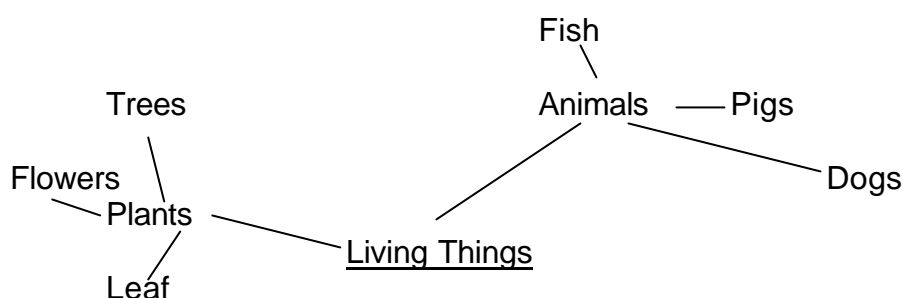 Fish
Trees
Animals
Pigs
Flowers
Dogs
Plants
Living Things
Leaf